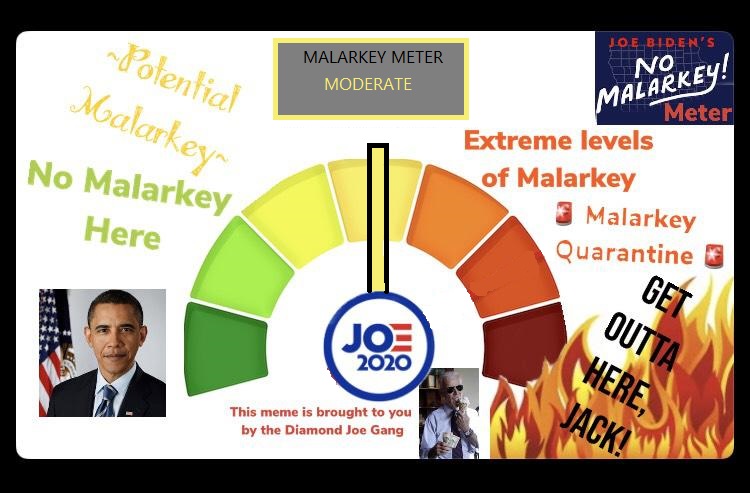 MALARKEY METER
MODERATE
JOE BIDEN'S
NO
MALARKEY!
Meter
~Potential
Malarkey~
No Malarkey
Here
Extreme levels
of Malarkey
🚨 Malarkey
Quarantine 🚨
GET
OUTTA
HERE,
JACK!
JOE
2020
This meme is brought to you
by the Diamond Joe Gang